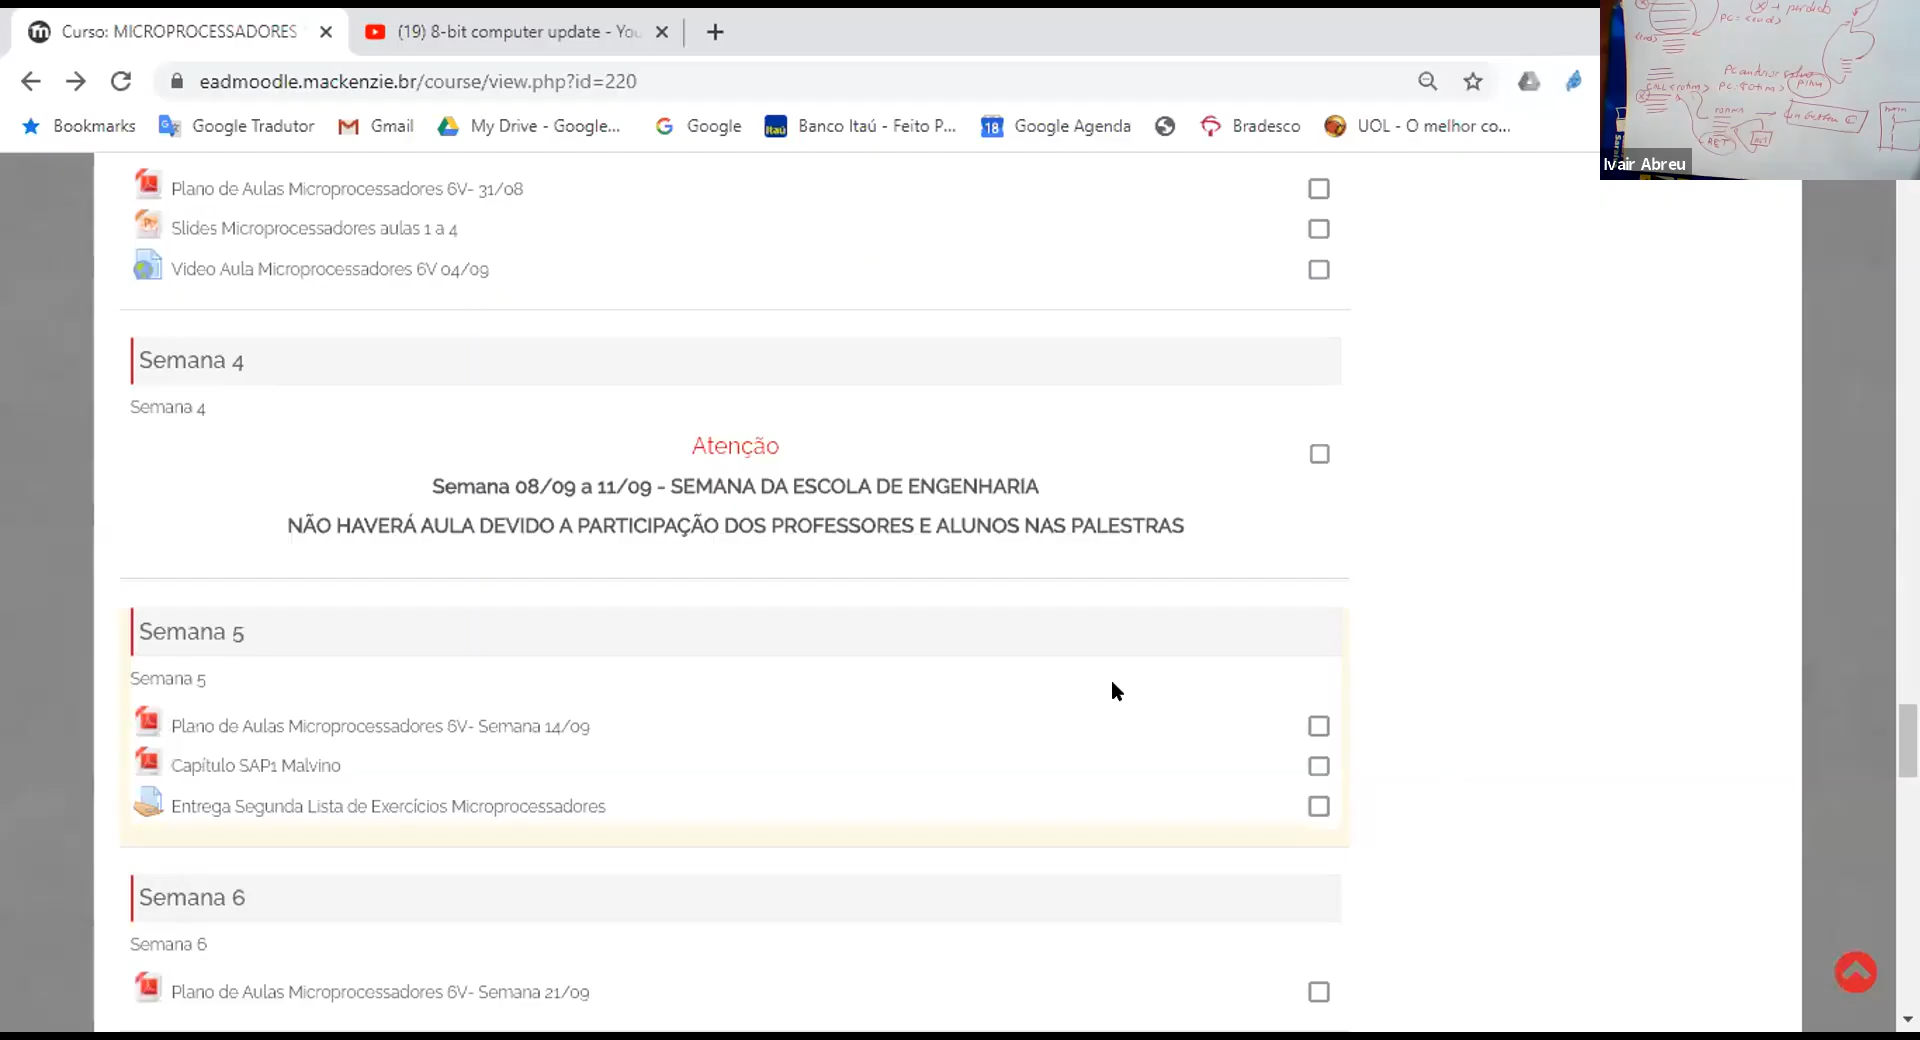 Curso: MICROPROCESSADORES
(19) 8-bit computer update - You
eadmoodle.mackenzie.br/course/view.php?id=220
Bookmarks
Google Tradutor
Gmail
My Drive - Google...
Google
Banco Itaú - Feito P...
18
Google Agenda
Bradesco
UOL - O melhor co...
Ivair Abreu
Plano de Aulas Microprocessadores 6V- 31/08
Slides Microprocessadores aulas 1 a 4
Video Aula Microprocessadores 6V 04/09
Semana 4
Semana 4
Atenção
Semana 08/09 a 11/09 - SEMANA DA ESCOLA DE ENGENHARIA
NÃO HAVERÁ AULA DEVIDO A PARTICIPAÇÃO DOS PROFESSORES E ALUNOS NAS PALESTRAS
Semana 5
Semana 5
Plano de Aulas Microprocessadores 6V- Semana 14/09
Capítulo SAP1 Malvino
Entrega Segunda Lista de Exercícios Microprocessadores
Semana 6
Semana 6
Plano de Aulas Microprocessadores 6V- Semana 21/09